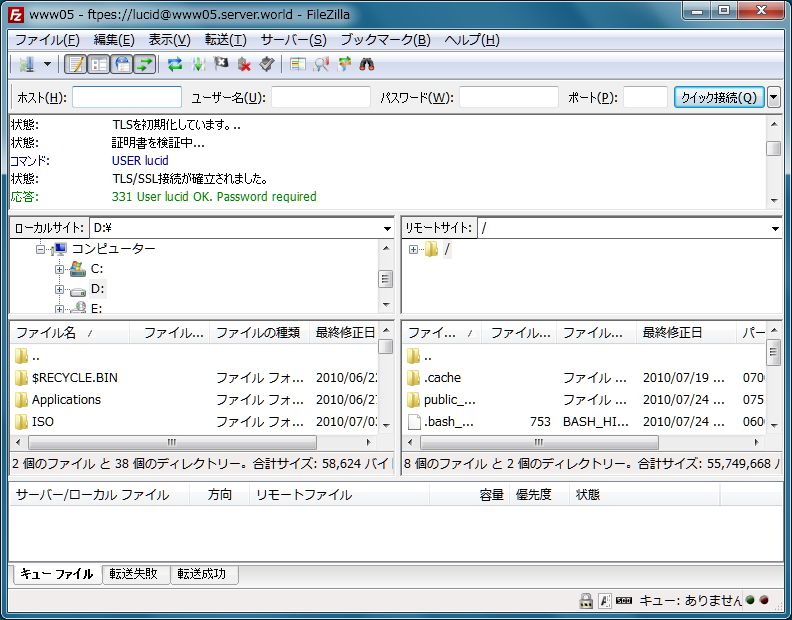 www05 - ftpes://lucid@www05.server.world - FileZilla
ファイル(F) 編集(E) 表示(V) 転送(T) サーバー(S) ブックマーク(B) ヘルプ(H)
ホスト(H): ユーザー名(U): パスワード(W): ポート(P): クイック接続(Q)
状態: TLSを初期化しています。..
状態: 証明書を検証中...
コマンド: USER lucid
状態: TLS/SSL接続が確立されました。
応答: 331 User lucid OK. Password required
ローカルサイト: D:¥
コンピューター
C:
D:
E:
リモートサイト: /
/
ファイル名 / ファイル... ファイルの種類 最終修正日
..
$RECYCLE.BIN ファイル フォ... 2010/06/22
Applications ファイル フォ... 2010/06/27
ISO ファイル フォ... 2010/07/03
2 個のファイル と 38 個のディレクトリー。合計サイズ: 58,624 バイ
ファイ... / ファイル... ファイル... 最終修正日 パー
..
.cache ファイル ... 2010/07/19 ... 070
public_... ファイル ... 2010/07/24 ... 075
.bash_... 753 BASH_HI... 2010/07/24 ... 060
8 個のファイル と 2 個のディレクトリー。合計サイズ: 55,749,668
サーバー/ローカル ファイル 方向 リモートファイル 容量 優先度 状態
キュー ファイル 転送失敗 転送成功
キュー: ありません